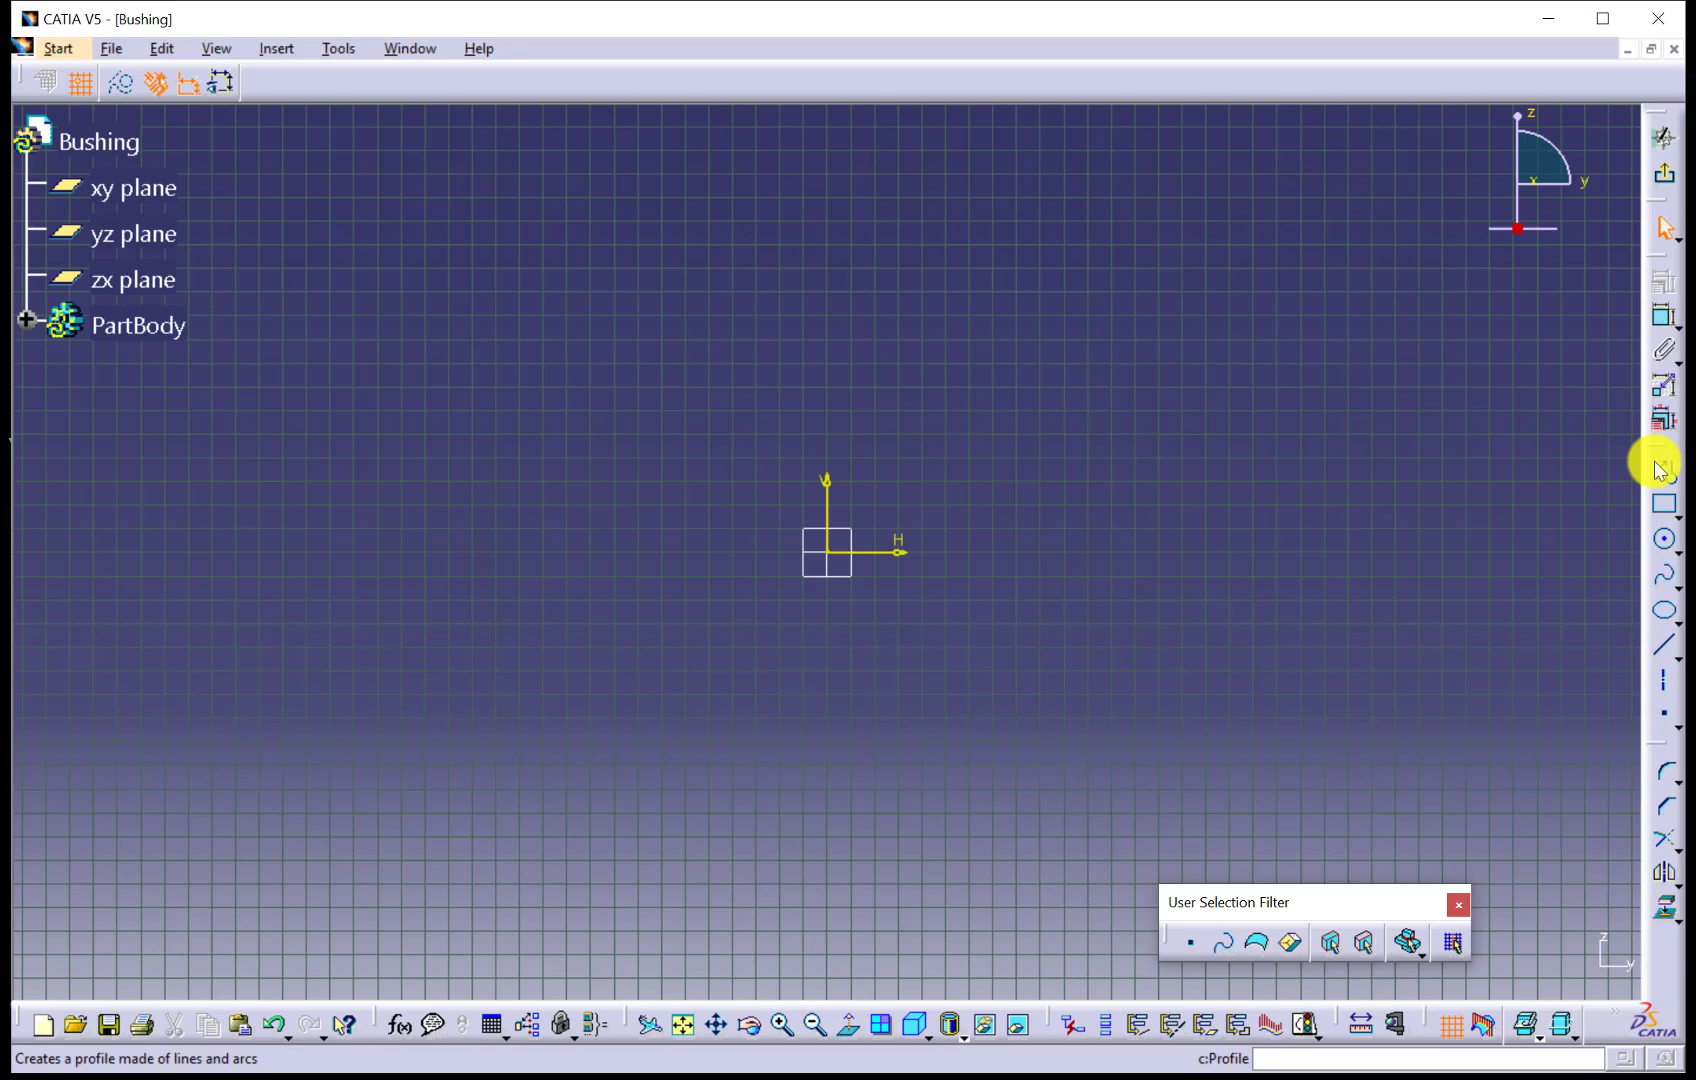 CATIA V5 - [Bushing]
Start File Edit View Insert Tools Window Help
Bushing
xy plane
yz plane
zx plane
PartBody
z
x
y
V
H
User Selection Filter
z
y
f(x)
CATIA
Creates a profile made of lines and arcs
c:Profile